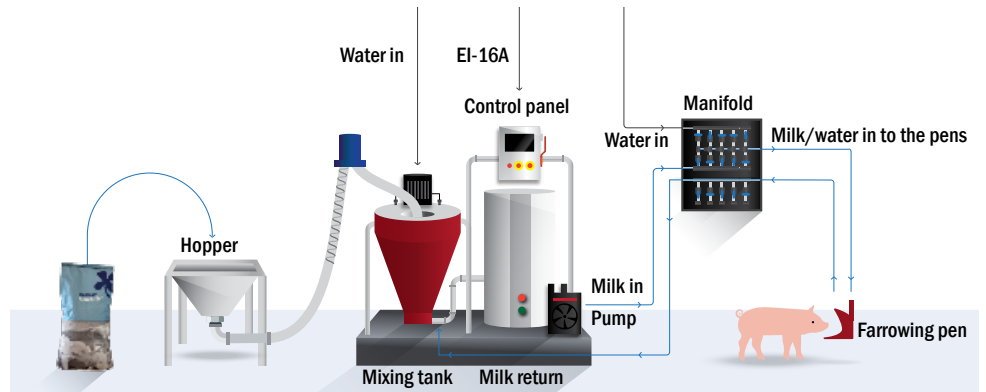 Water in
EI-16A
Control panel
Manifold
Water in
Milk/water in to the pens
Hopper
Milk in
Pump
Farrowing pen
Mixing tank
Milk return